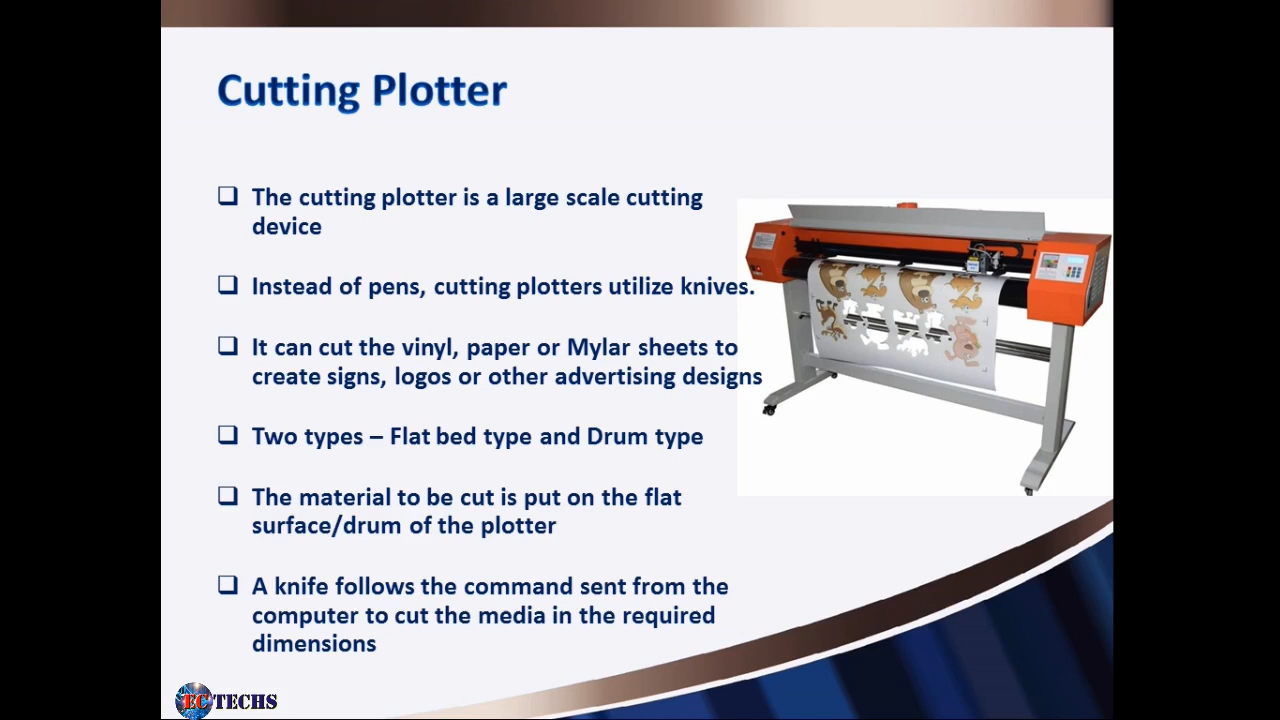 Cutting Plotter
❑ The cutting plotter is a large scale cutting
device
❑ Instead of pens, cutting plotters utilize knives.
❑ It can cut the vinyl, paper or Mylar sheets to
create signs, logos or other advertising designs
❑ Two types – Flat bed type and Drum type
❑ The material to be cut is put on the flat
surface/drum of the plotter
❑ A knife follows the command sent from the
computer to cut the media in the required
dimensions
EC TECHS